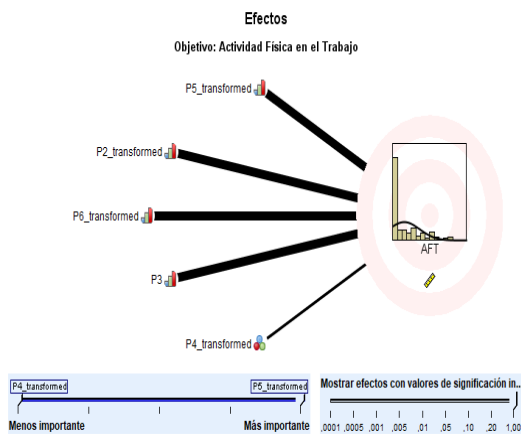 Efectos
Objetivo: Actividad Física en el Trabajo
P5_transformed
P2_transformed
P6_transformed
P3
P4_transformed
AFT
P4_transformed
P5_transformed
Menos importante
Más importante
Mostrar efectos con valores de significación in...
,0001 ,0005 ,001 ,005 ,01 ,05 ,10 ,20 1,00